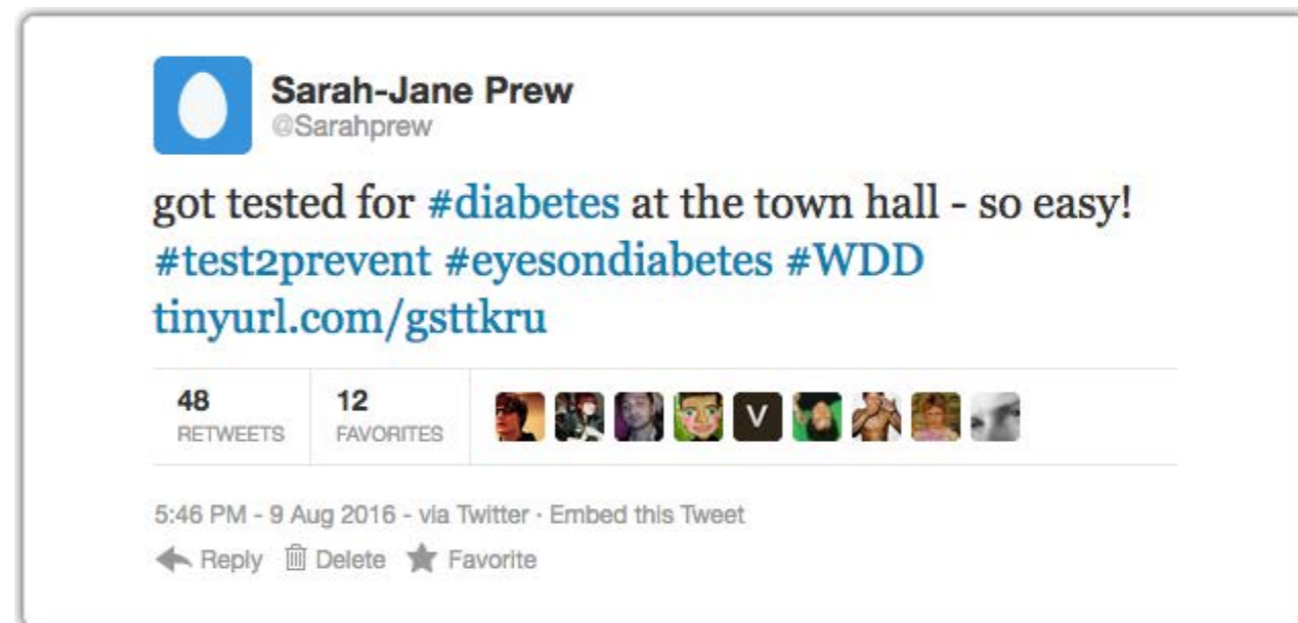 Sarah-Jane Prew
@Sarahprew
got tested for #diabetes at the town hall - so easy!
#test2prevent #eyesondiabetes #WDD
tinyurl.com/gsttkru
48 12
RETWEETS FAVORITES
V
5:46 PM - 9 Aug 2016 - via Twitter · Embed this Tweet
Reply Delete Favorite